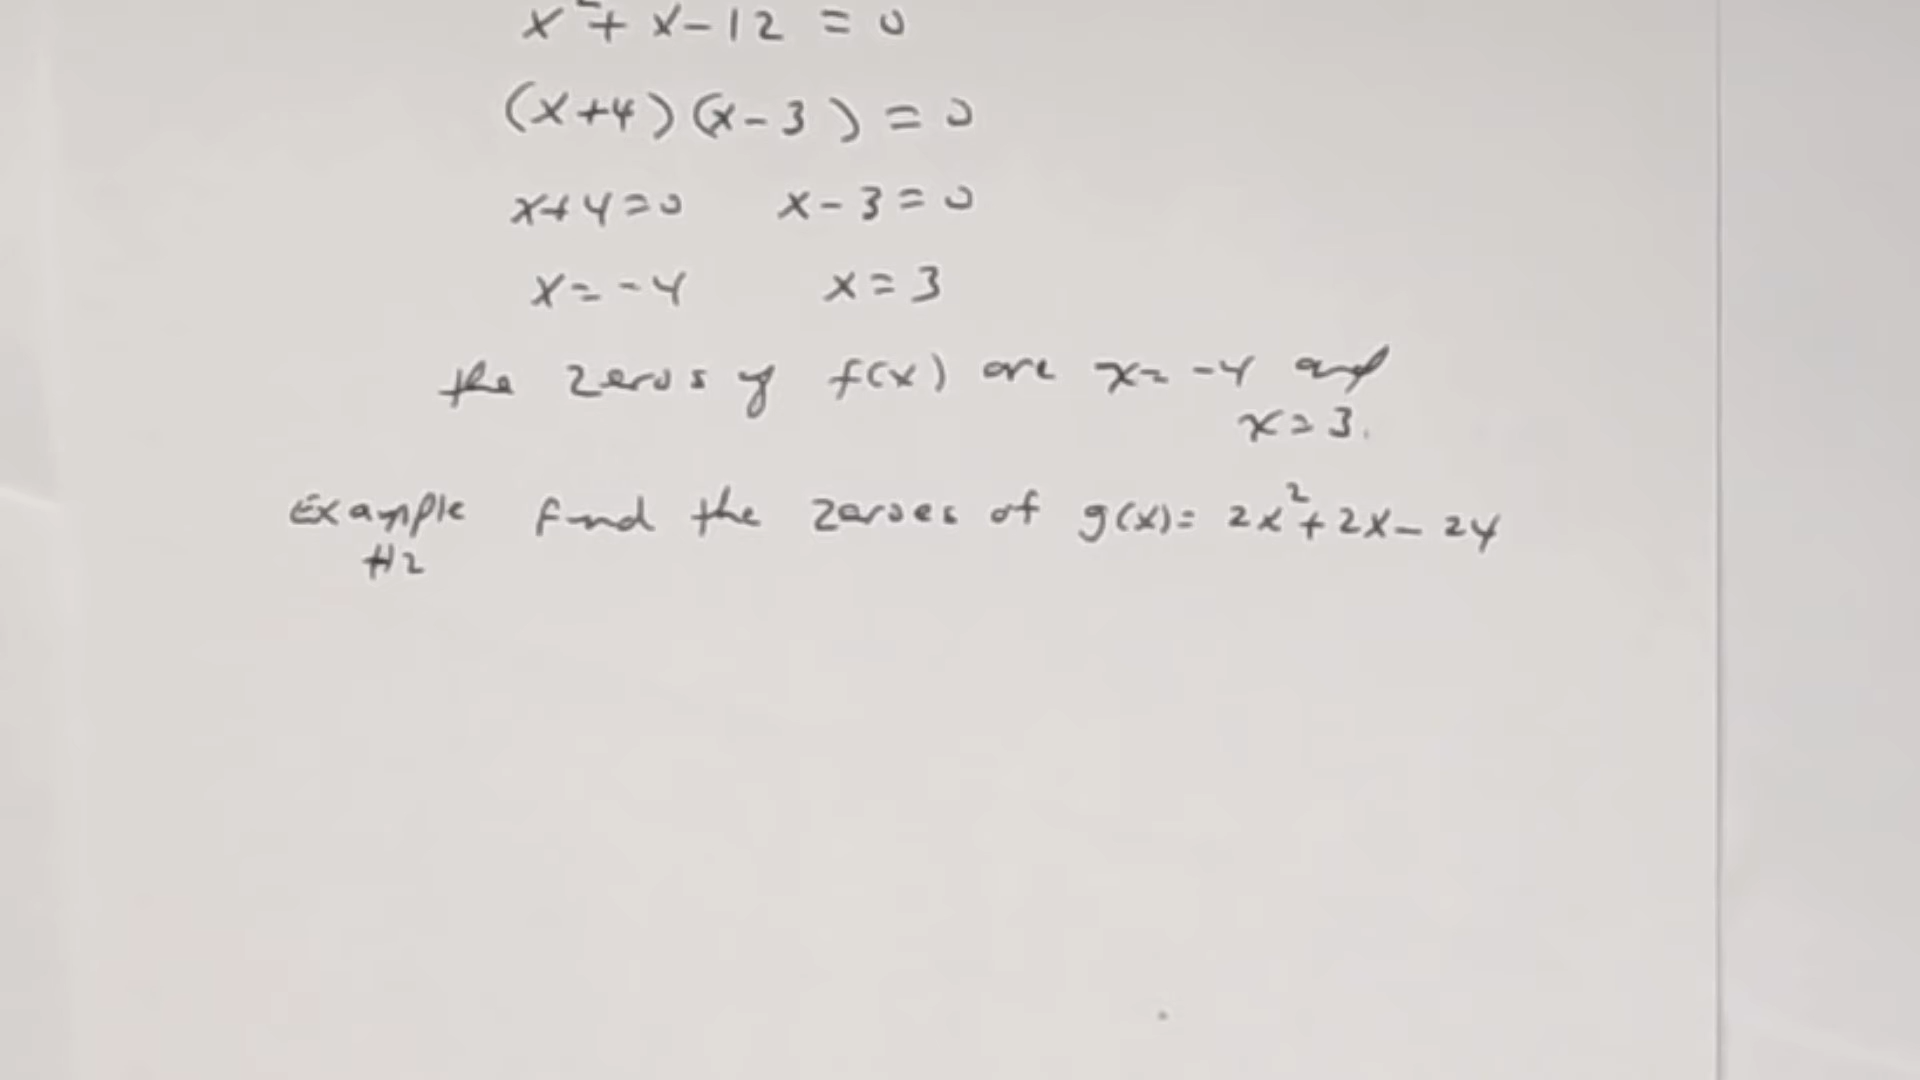 x²+ x-12 = 0
(x+4)(x-3) = 0
x+4=0 x-3=0
x=-4 x=3
the zeros of f(x) are x=-4 and
x=3.
Example find the zeroes of g(x)= 2x²+2x-24
#2